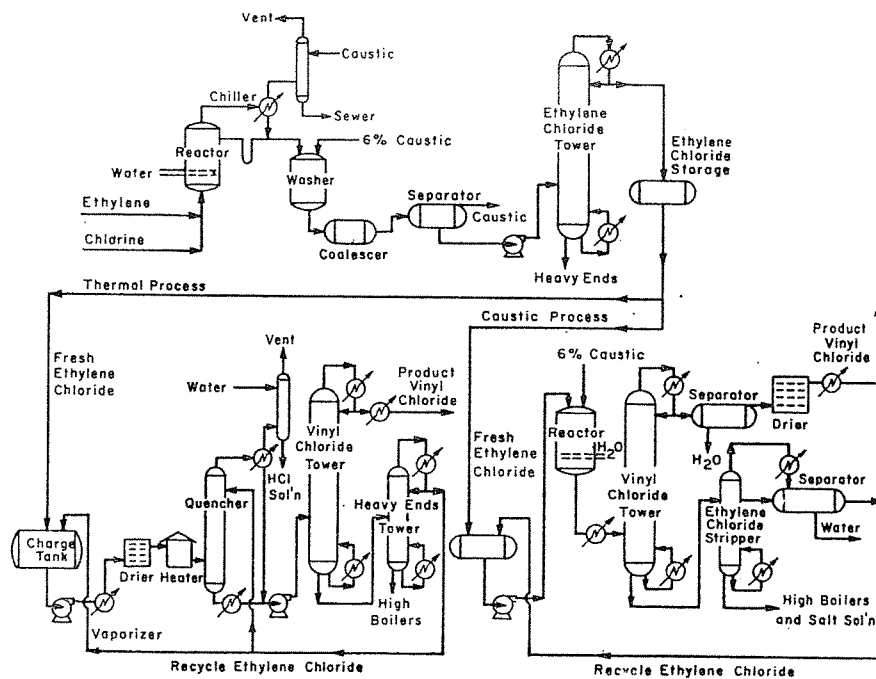 Vent
Caustic
Chiller
Sewer
Reactor
6% Caustic
Water
Washer
Ethylene
Chlorine
Coalescer
Separator
Caustic
Ethylene
Chloride
Tower
Heavy Ends
Ethylene
Chloride
Storage
Thermal Process
Caustic Process
Fresh
Ethylene
Chloride
Vent
Water
HCl
Sol'n
Quencher
Vinyl
Chloride
Tower
Product
Vinyl
Chloride
Heavy Ends
Tower
High
Boilers
Charge
Tank
Drier
Heater
Vaporizer
Recycle Ethylene Chloride
Fresh
Ethylene
Chloride
6% Caustic
Reactor
H2O
Vinyl
Chloride
Tower
Separator
H2O
Drier
Product
Vinyl
Chloride
Ethylene
Chloride
Stripper
Separator
Water
High Boilers
and Salt Sol'n
Recycle Ethylene Chloride